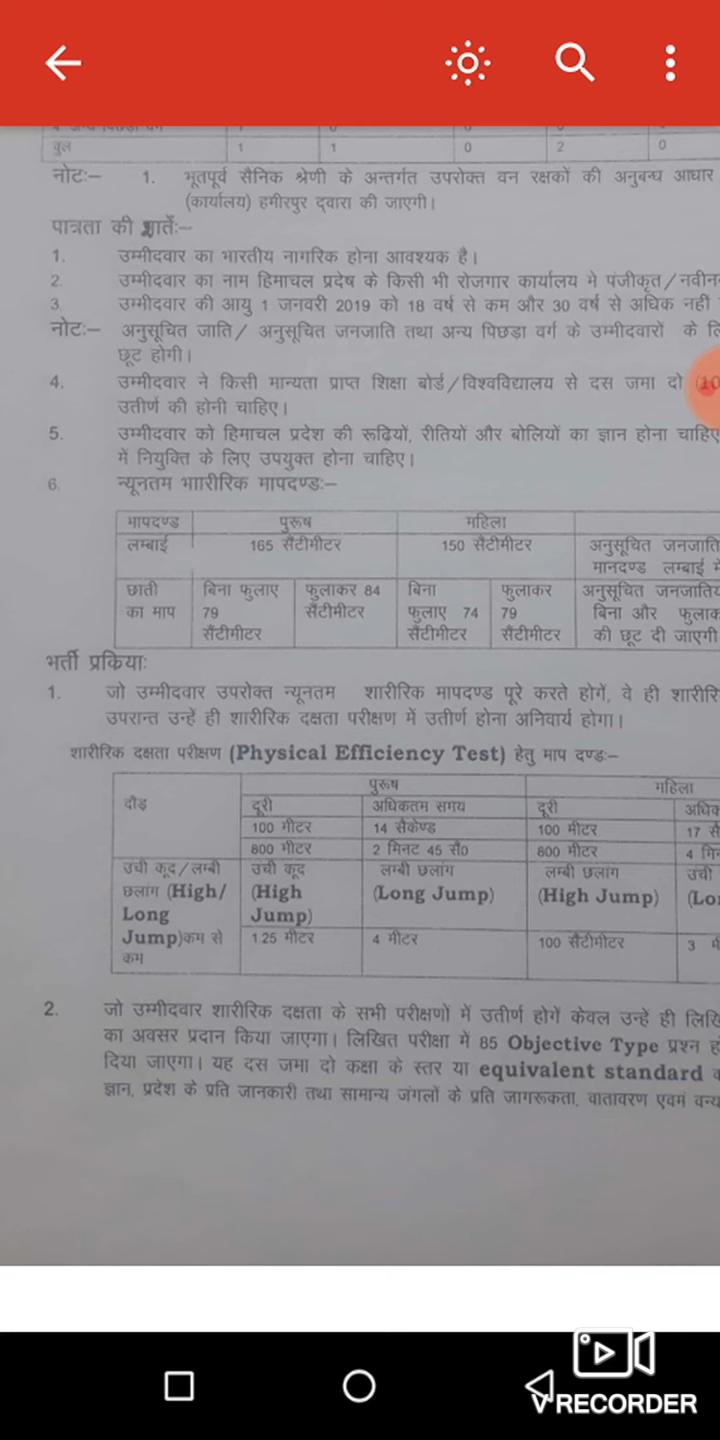 कुल 1 1 0 2 0
नोटः– 1. भूतपूर्व सैनिक श्रेणी के अन्तर्गत उपरोक्त वन रक्षकों की अनुबन्ध आधार
(कार्यालय) हमीरपुर द्वारा की जाएगी।
पात्रता की शर्तेंः–
1. उम्मीदवार का भारतीय नागरिक होना आवश्यक है।
2. उम्मीदवार का नाम हिमाचल प्रदेष के किसी भी रोजगार कार्यालय मे पंजीकृत/नवीन
3. उम्मीदवार की आयु 1 जनवरी 2019 को 18 वर्ष से कम और 30 वर्ष से अधिक नहीं
नोटः– अनुसूचित जाति/ अनुसूचित जनजाति तथा अन्य पिछड़ा वर्ग के उम्मीदवारों के लि
छूट होगी।
4. उम्मीदवार ने किसी मान्यता प्राप्त शिक्षा बोर्ड/विश्वविद्यालय से दस जमा दो (10
उतीर्ण की होनी चाहिए।
5. उम्मीदवार को हिमाचल प्रदेश की रूढियों, रीतियों और बोलियों का ज्ञान होना चाहिए
में नियुक्ति के लिए उपयुक्त होना चाहिए।
6. न्यूनतम भाारीरिक मापदण्डः–
मापदण्ड पुरूष महिला
लम्बाई 165 सैंटीमीटर 150 सैंटीमीटर अनुसूचित जनजाति
मानदण्ड लम्बाई में
छाती बिना फुलाए फुलाकर 84 बिना फुलाकर अनुसूचित जनजातिय
का माप 79 सैंटीमीटर फुलाए 74 79 बिना और फुलाक
सैंटीमीटर सैंटीमीटर सैंटीमीटर की छूट दी जाएगी
भर्ती प्रकियाः
1. जो उम्मीदवार उपरोक्त न्यूनतम शारीरिक मापदण्ड पूरे करते होगें, वे ही शारीरि
उपरान्त उन्हें ही शारीरिक दक्षता परीक्षण में उतीर्ण होना अनिवार्य होगा।
शारीरिक दक्षता परीक्षण (Physical Efficiency Test) हेतु माप दण्डः–
पुरूष महिला
दौड़ दूरी अधिकतम समय दूरी अधिक
100 मीटर 14 सैकेण्ड 100 मीटर 17 सै
800 मीटर 2 मिनट 45 सै0 800 मीटर 4 मि
उची कूद/लम्बी उंची कूद लम्बी छलांग लम्बी छलांग उंची
छलांग (High/ (High (Long Jump) (High Jump) (Lo
Long Jump)
Jump)कम से 1.25 मीटर 4 मीटर 100 सैंटीमीटर 3 मी
कम
2. जो उम्मीदवार शारीरिक दक्षता के सभी परीक्षणों में उतीर्ण होगें केवल उन्हें ही लिखि
का अवसर प्रदान किया जाएगा। लिखित परीक्षा में 85 Objective Type प्रश्न ह
दिया जाएगा। यह दस जमा दो कक्षा के स्तर या equivalent standard क
ज्ञान, प्रदेश के प्रति जानकारी तथा सामान्य जंगलों के प्रति जागरूकता, वातावरण एवमं वन्य
V RECORDER